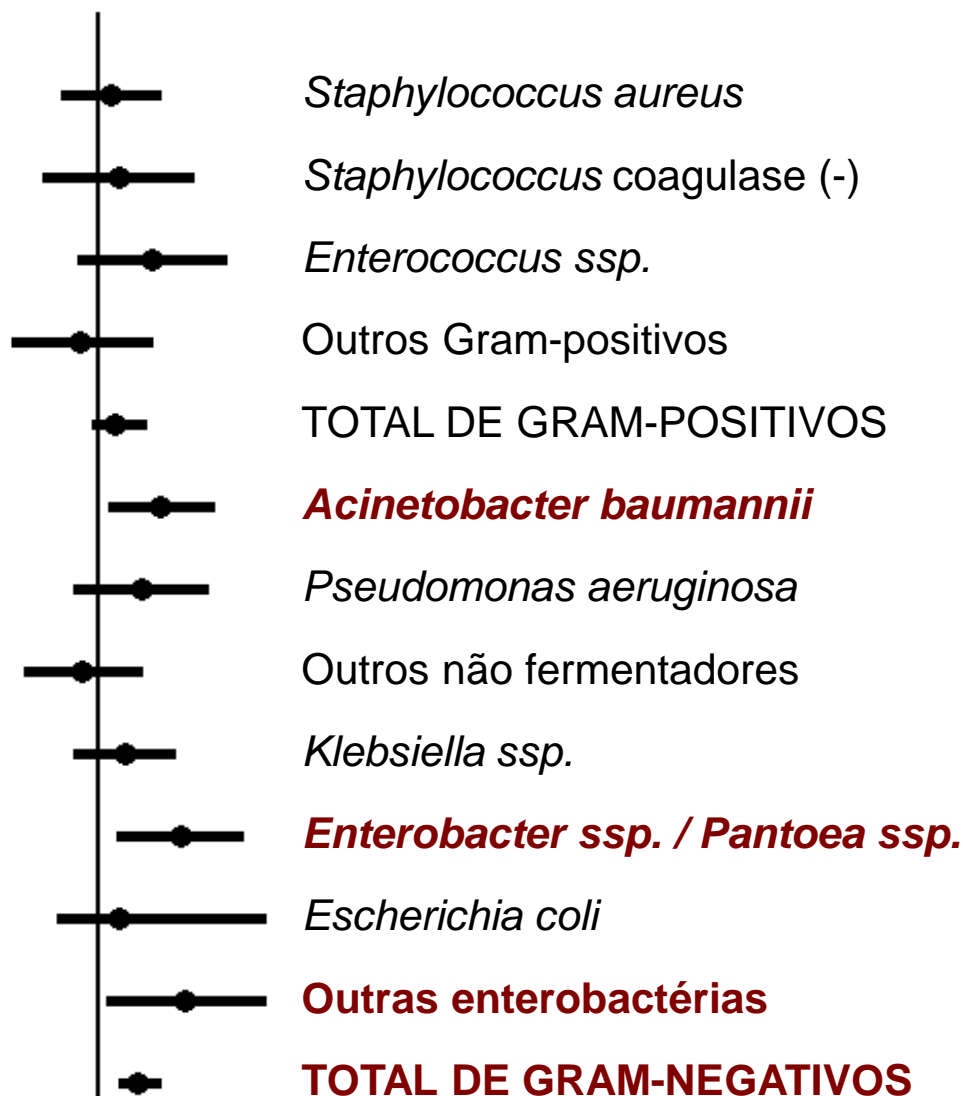 Staphylococcus aureus
Staphylococcus coagulase (-)
Enterococcus ssp.
Outros Gram-positivos
TOTAL DE GRAM-POSITIVOS
Acinetobacter baumannii
Pseudomonas aeruginosa
Outros não fermentadores
Klebsiella ssp.
Enterobacter ssp. / Pantoea ssp.
Escherichia coli
Outras enterobactérias
TOTAL DE GRAM-NEGATIVOS